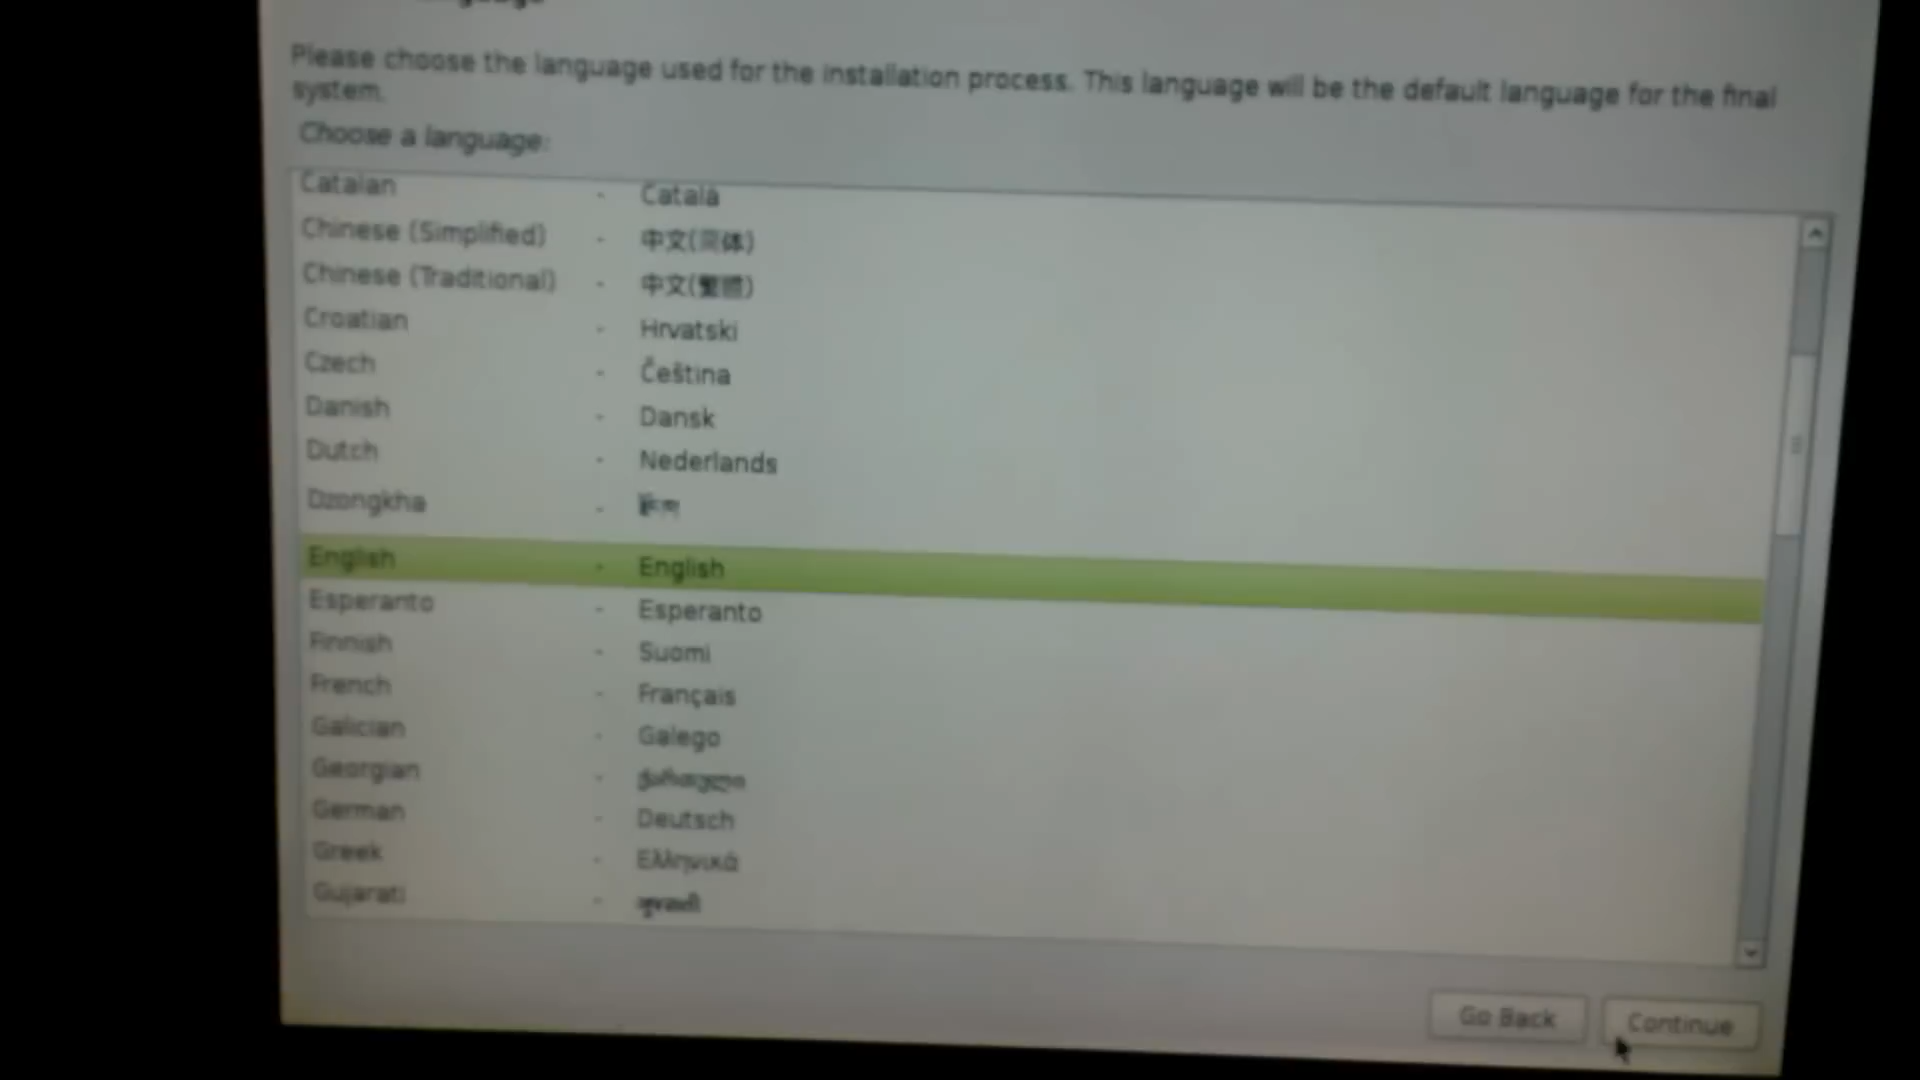 Please choose the language used for the installation process. This language will be the default language for the final
system.
Choose a language:
Catalan - Català
Chinese (Simplified) - 中文(简体)
Chinese (Traditional) - 中文(繁體)
Croatian - Hrvatski
Czech - Čeština
Danish - Dansk
Dutch - Nederlands
Dzongkha -
English - English
Esperanto - Esperanto
Finnish - Suomi
French - Français
Galician - Galego
Georgian - ქართული
German - Deutsch
Greek - Ελληνικά
Gujarati -
Go Back Continue